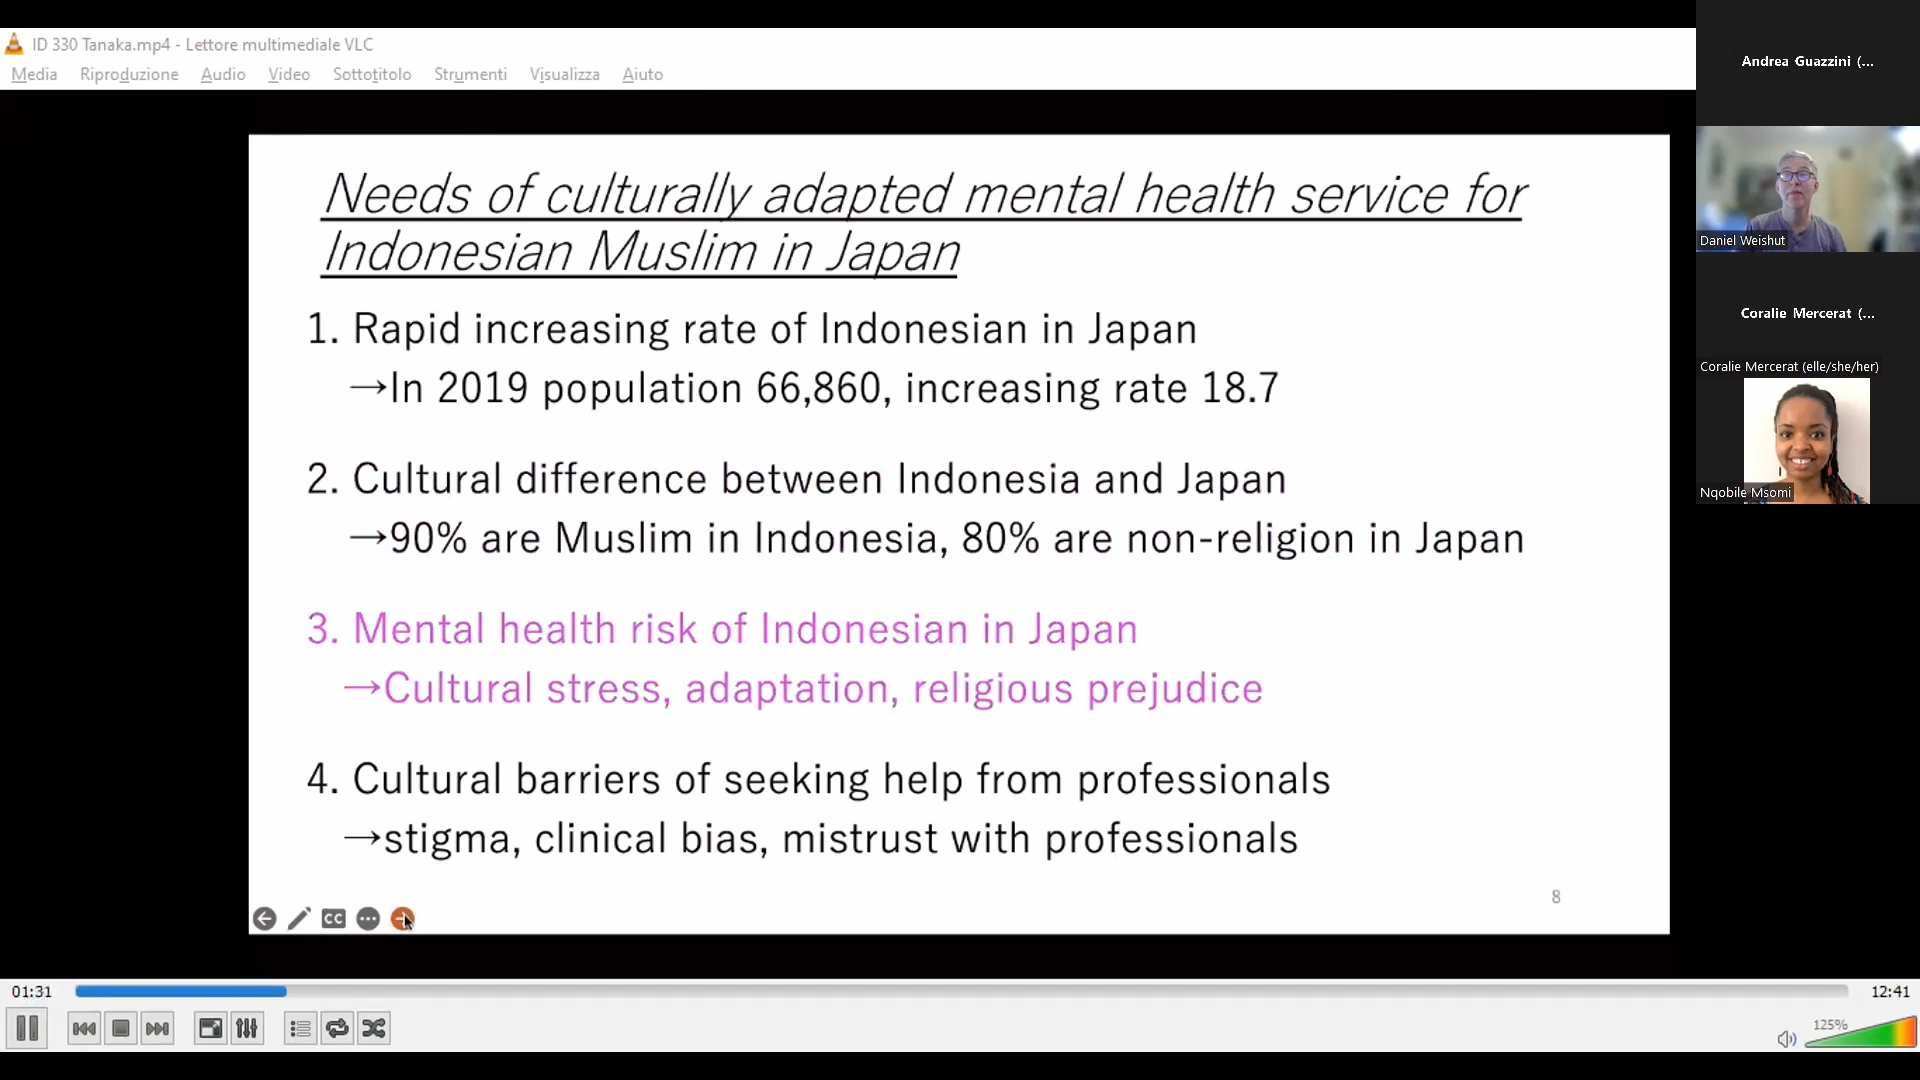 ID 330 Tanaka.mp4 - Lettore multimediale VLC
Media Riproduzione Audio Video Sottotitolo Strumenti Visualizza Aiuto
Needs of culturally adapted mental health service for
Indonesian Muslim in Japan
1. Rapid increasing rate of Indonesian in Japan
→In 2019 population 66,860, increasing rate 18.7
2. Cultural difference between Indonesia and Japan
→90% are Muslim in Indonesia, 80% are non-religion in Japan
3. Mental health risk of Indonesian in Japan
→Cultural stress, adaptation, religious prejudice
4. Cultural barriers of seeking help from professionals
→stigma, clinical bias, mistrust with professionals
8
CC
01:31
12:41
125%
Andrea Guazzini (...
Daniel Weishut
Coralie Mercerat (...
Coralie Mercerat (elle/she/her)
Nqobile Msomi